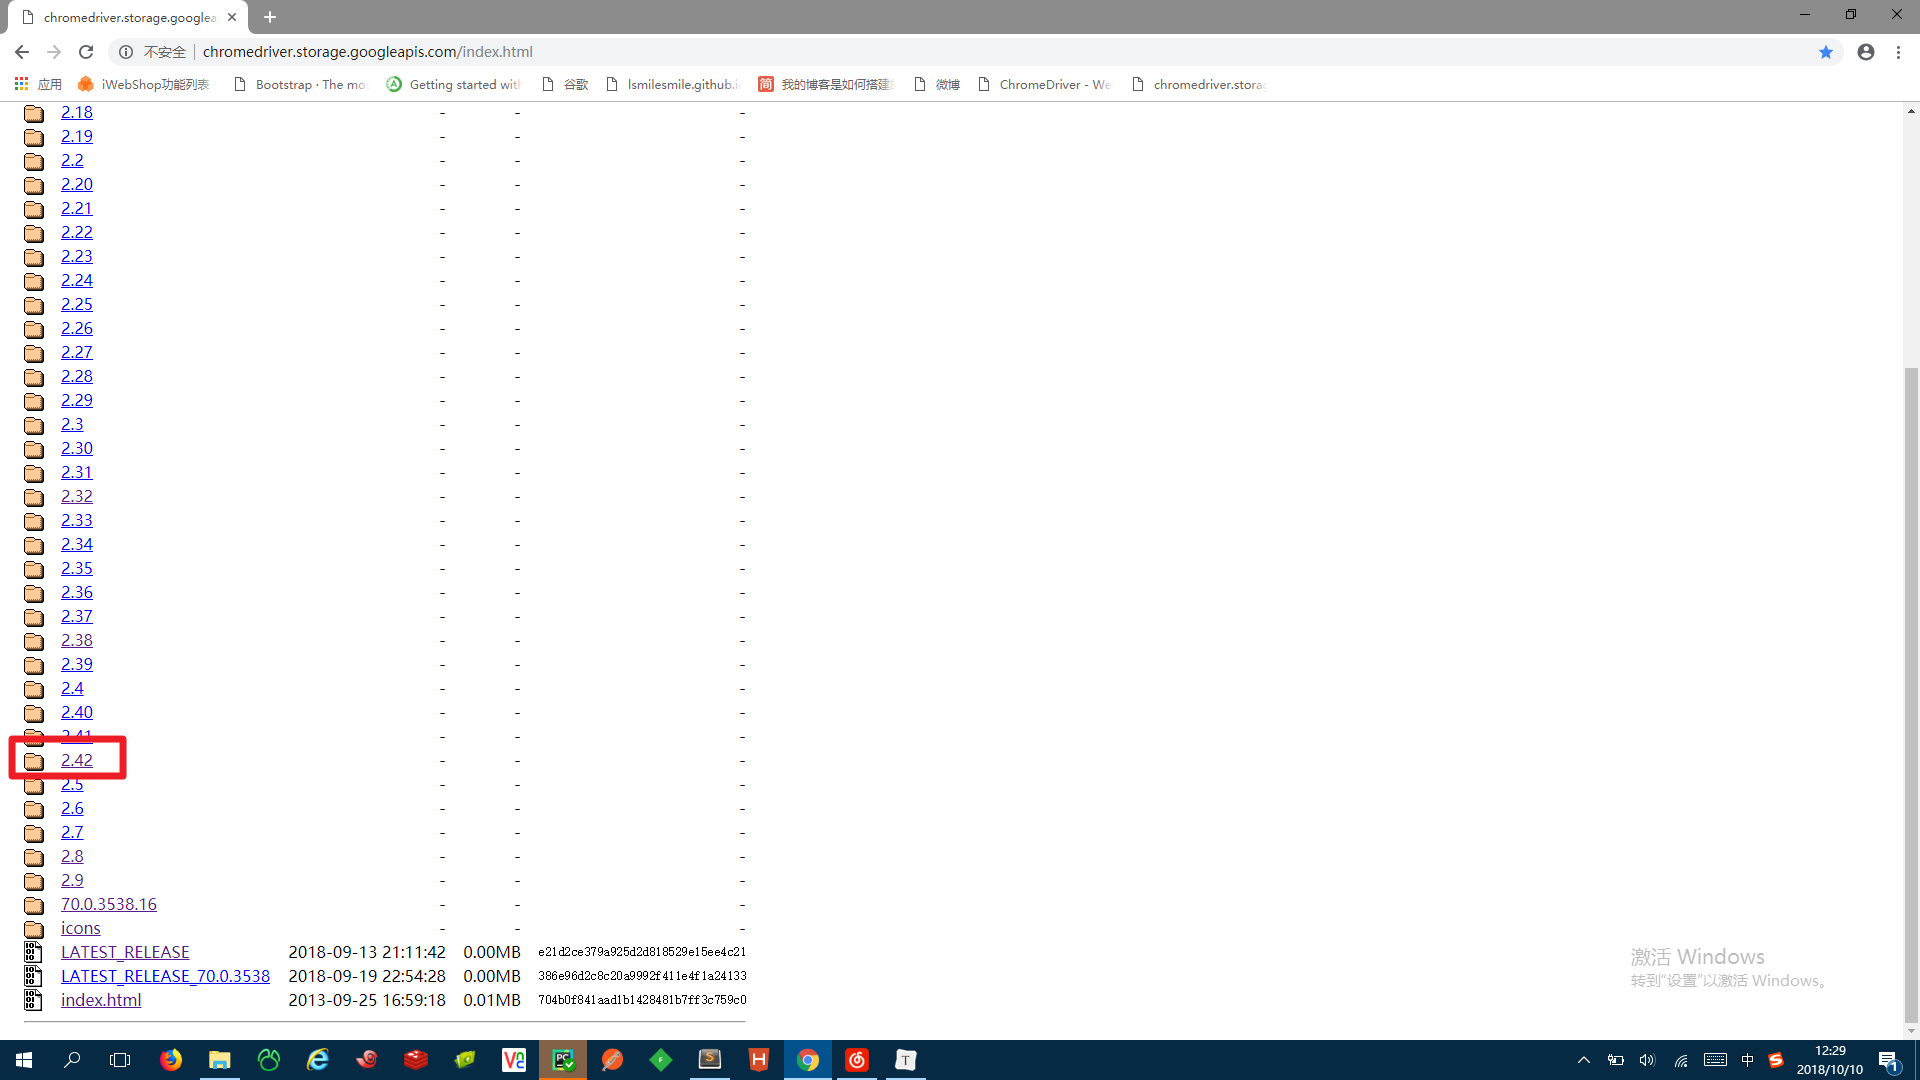 chromedriver.storage.googlea
不安全 chromedriver.storage.googleapis.com/index.html
应用 iWebShop功能列表 Bootstrap · The mo Getting started wit 谷歌 lsmilesmile.github. 简 我的博客是如何搭建 微博 ChromeDriver - We chromedriver.stora
2.18 - - -
2.19 - - -
2.2 - - -
2.20 - - -
2.21 - - -
2.22 - - -
2.23 - - -
2.24 - - -
2.25 - - -
2.26 - - -
2.27 - - -
2.28 - - -
2.29 - - -
2.3 - - -
2.30 - - -
2.31 - - -
2.32 - - -
2.33 - - -
2.34 - - -
2.35 - - -
2.36 - - -
2.37 - - -
2.38 - - -
2.39 - - -
2.4 - - -
2.40 - - -
2.41 - - -
2.42 - - -
2.5 - - -
2.6 - - -
2.7 - - -
2.8 - - -
2.9 - - -
70.0.3538.16 - - -
icons - - -
LATEST_RELEASE 2018-09-13 21:11:42 0.00MB e21d2ce379a925d2d818529e15ee4c21
LATEST_RELEASE_70.0.3538 2018-09-19 22:54:28 0.00MB 386e96d2c8c20a9992f411e4f1a24133
index.html 2013-09-25 16:59:18 0.01MB 704b0f841aad1b1428481b7ff3c759c0
激活 Windows
转到“设置”以激活 Windows。
中 12:29
2018/10/10 1